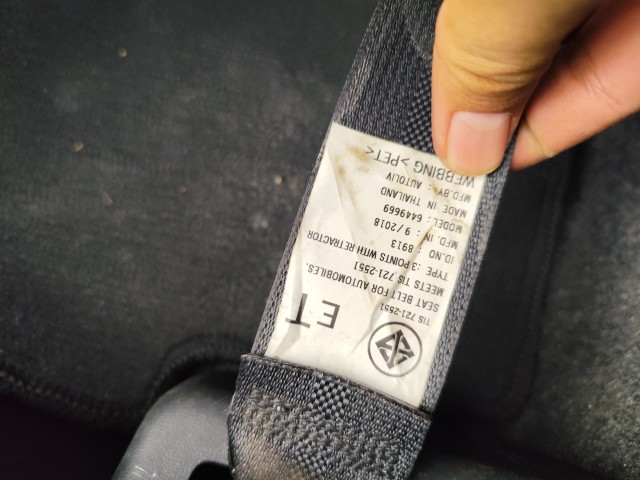 TIS 721-2551
ET
SEAT BELT FOR AUTOMOBILES.
MEETS TIS 721-2551
TYPE :3 POINTS WITH RETRACTOR
ID.NO : 8913
MFD. IN : 9 / 2018
MODEL: 6449669
MADE IN THAILAND
MFD.BY : AUTOLIV
WEBBING >PET<